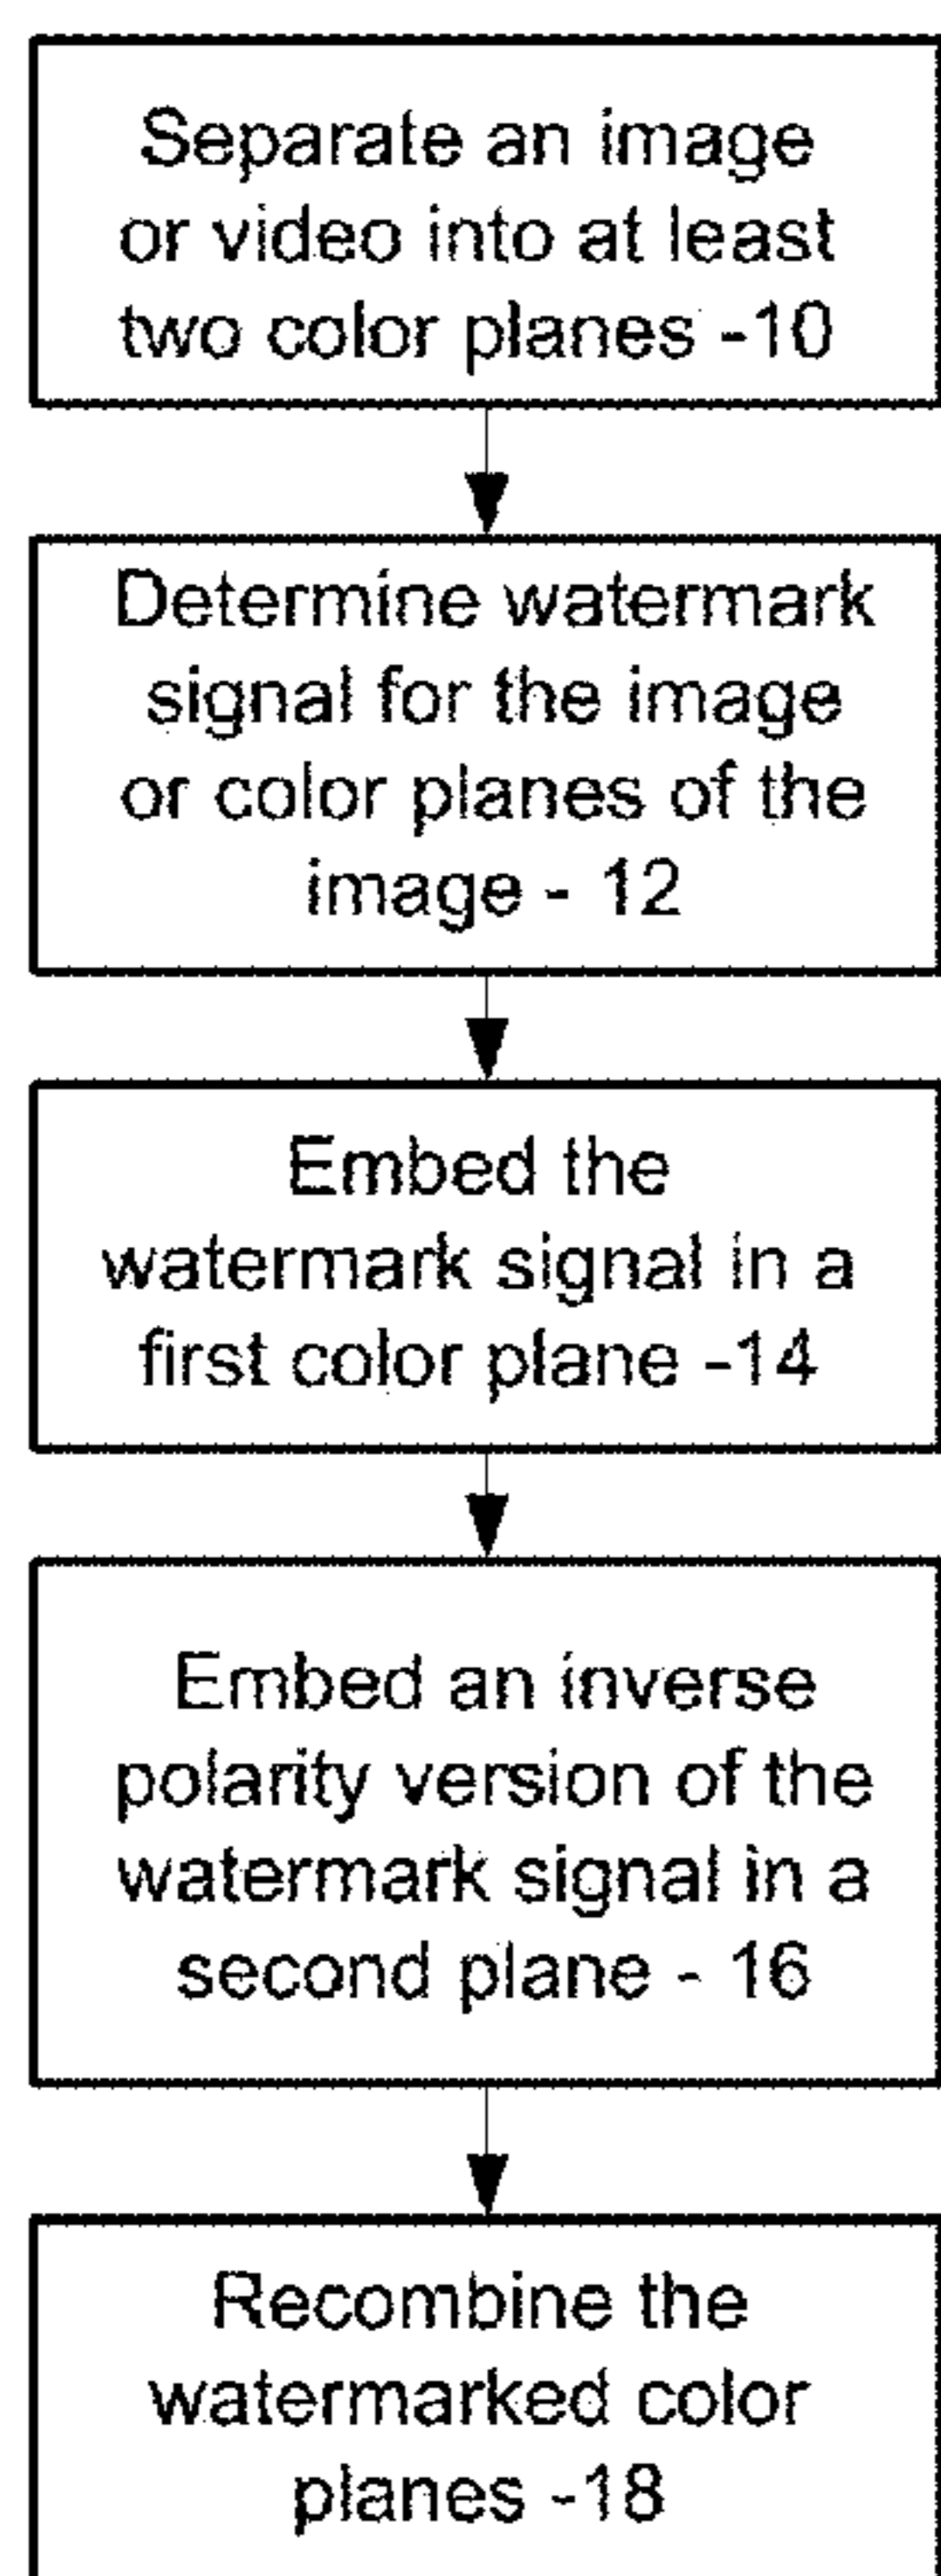 Separate an image
or video into at least
two color planes -10
Determine watermark
signal for the image
or color planes of the
image - 12
Embed the
watermark signal in a
first color plane -14
Embed an inverse
polarity version of the
watermark signal in a
second plane - 16
Recombine the
watermarked color
planes -18